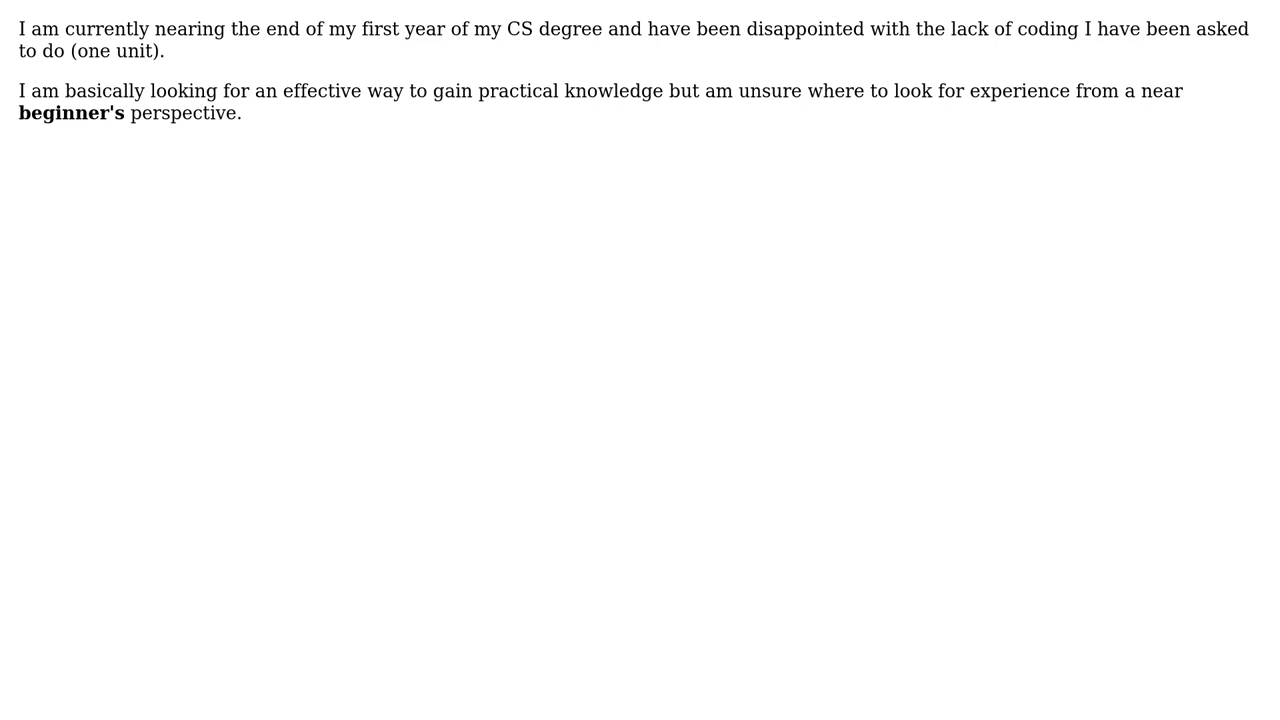 I am currently nearing the end of my first year of my CS degree and have been disappointed with the lack of coding I have been asked
to do (one unit).
I am basically looking for an effective way to gain practical knowledge but am unsure where to look for experience from a near
beginner's perspective.